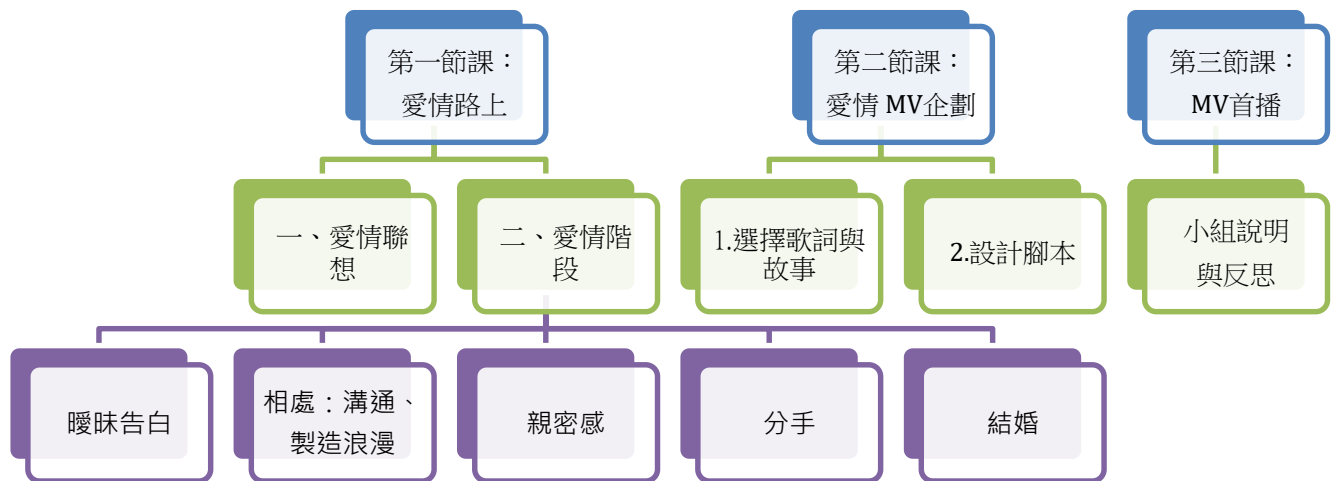 第一節課：
愛情路上
第二節課：
愛情 MV企劃
第三節課：
MV首播
一、愛情聯
想
二、愛情階
段
1.選擇歌詞與
故事
2.設計腳本
小組說明
與反思
曖昧告白
相處：溝通、
製造浪漫
親密感
分手
結婚